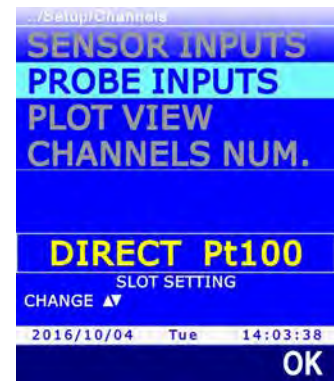 ../Setup/Channels
SENSOR INPUTS
PROBE INPUTS
PLOT VIEW
CHANNELS NUM.
DIRECT Pt100
SLOT SETTING
CHANGE ▲▼
2016/10/04 Tue 14:03:38
OK